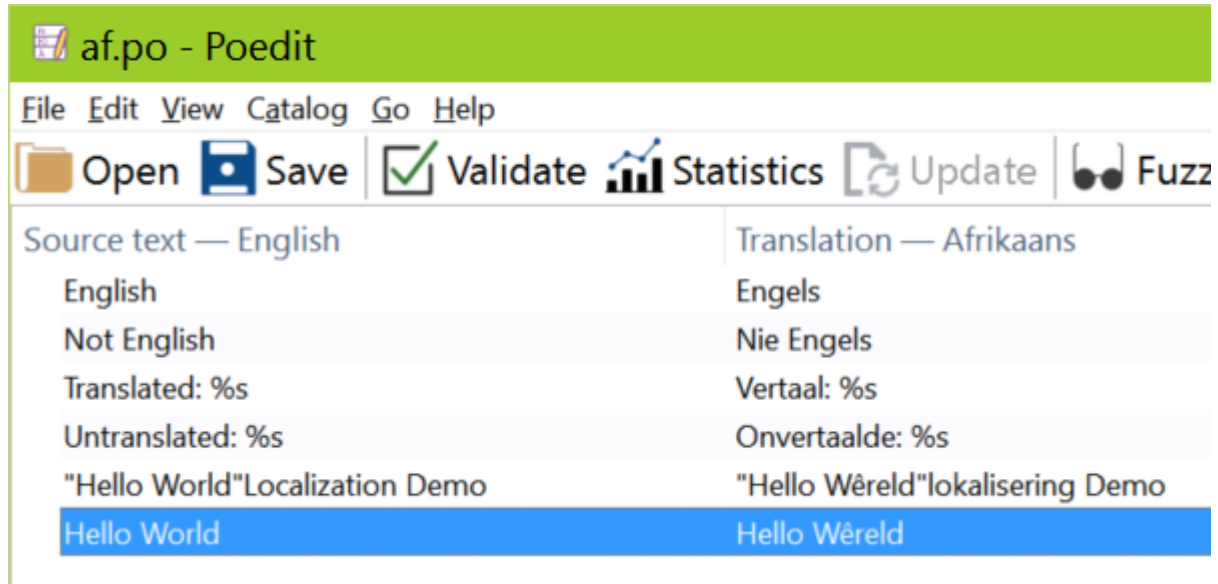 af.po - Poedit
File Edit View Catalog Go Help
Open Save Validate Statistics Update Fuzz
Source text — English Translation — Afrikaans
English Engels
Not English Nie Engels
Translated: %s Vertaal: %s
Untranslated: %s Onvertaalde: %s
"Hello World"Localization Demo "Hello Wêreld"lokalisering Demo
Hello World Hello Wêreld